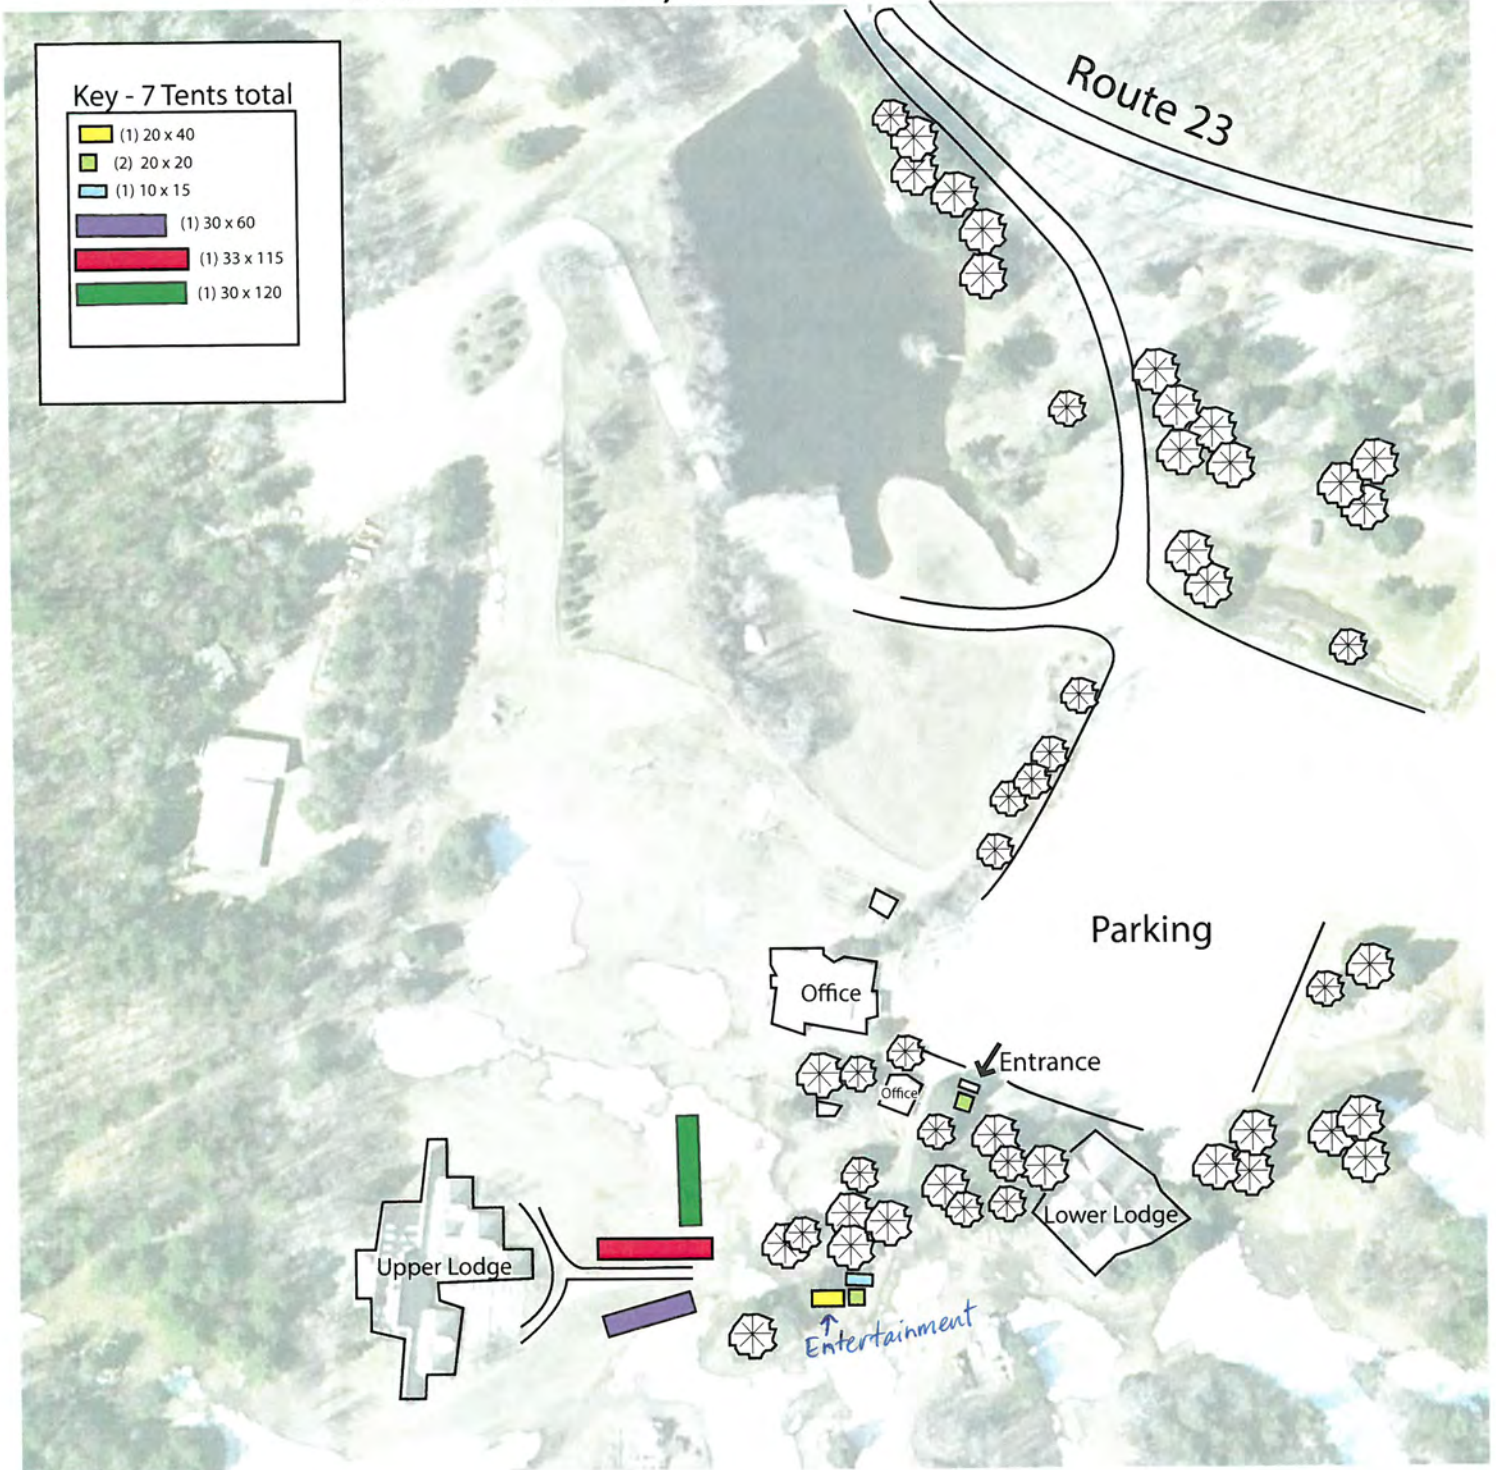 Key - 7 Tents total
(1) 20 x 40
(2) 20 x 20
(1) 10 x 15
(1) 30 x 60
(1) 33 x 115
(1) 30 x 120
Route 23
Parking
Office
Entrance
Office
Lower Lodge
Upper Lodge
Entertainment